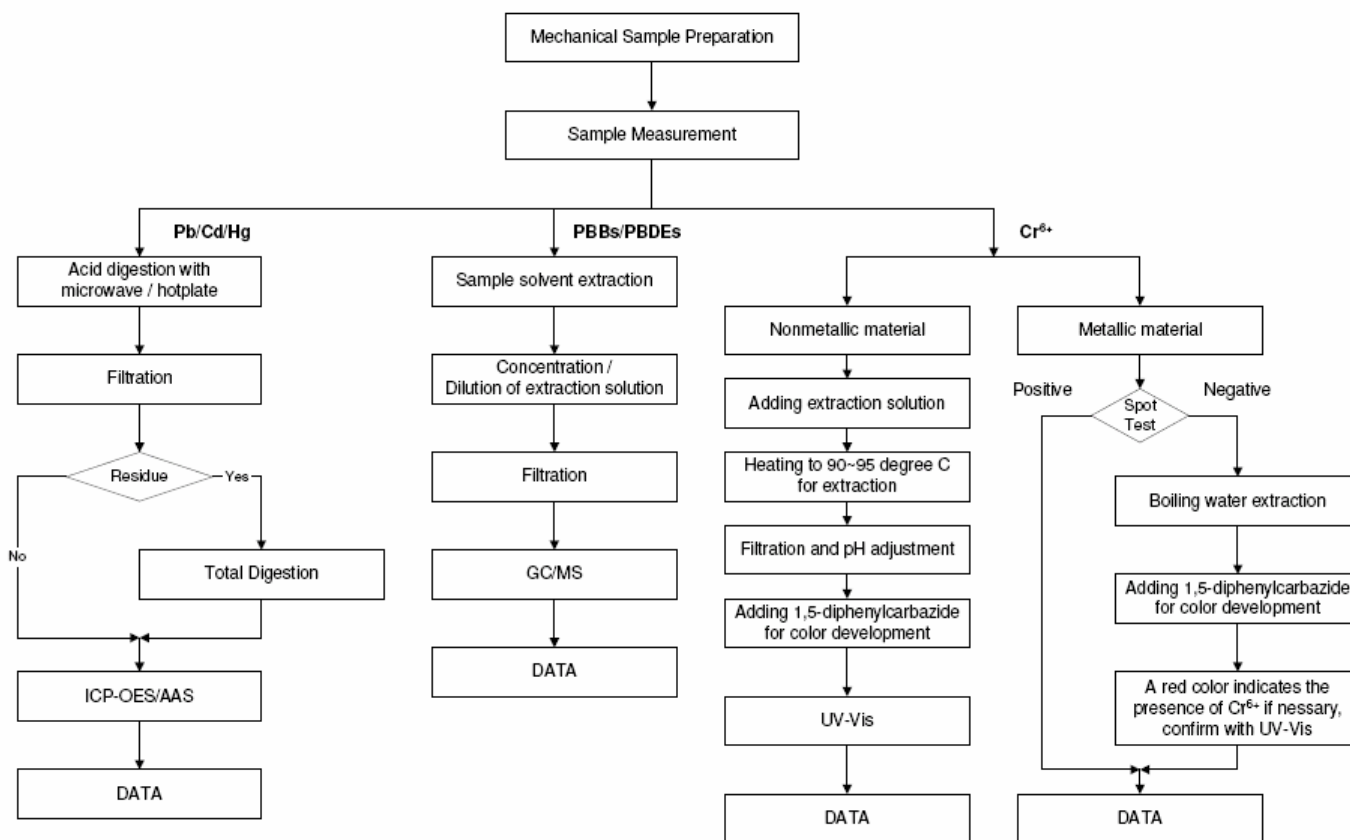 Mechanical Sample Preparation
Sample Measurement
Pb/Cd/Hg
Acid digestion with
microwave / hotplate
Filtration
Residue
Yes
No
Total Digestion
ICP-OES/AAS
DATA
PBBs/PBDEs
Sample solvent extraction
Concentration /
Dilution of extraction solution
Filtration
GC/MS
DATA
Cr⁶⁺
Nonmetallic material
Adding extraction solution
Heating to 90~95 degree C
for extraction
Filtration and pH adjustment
Adding 1,5-diphenylcarbazide
for color development
UV-Vis
DATA
Metallic material
Positive
Negative
Spot
Test
Boiling water extraction
Adding 1,5-diphenylcarbazide
for color development
A red color indicates the
presence of Cr⁶⁺ if nessary,
confirm with UV-Vis
DATA